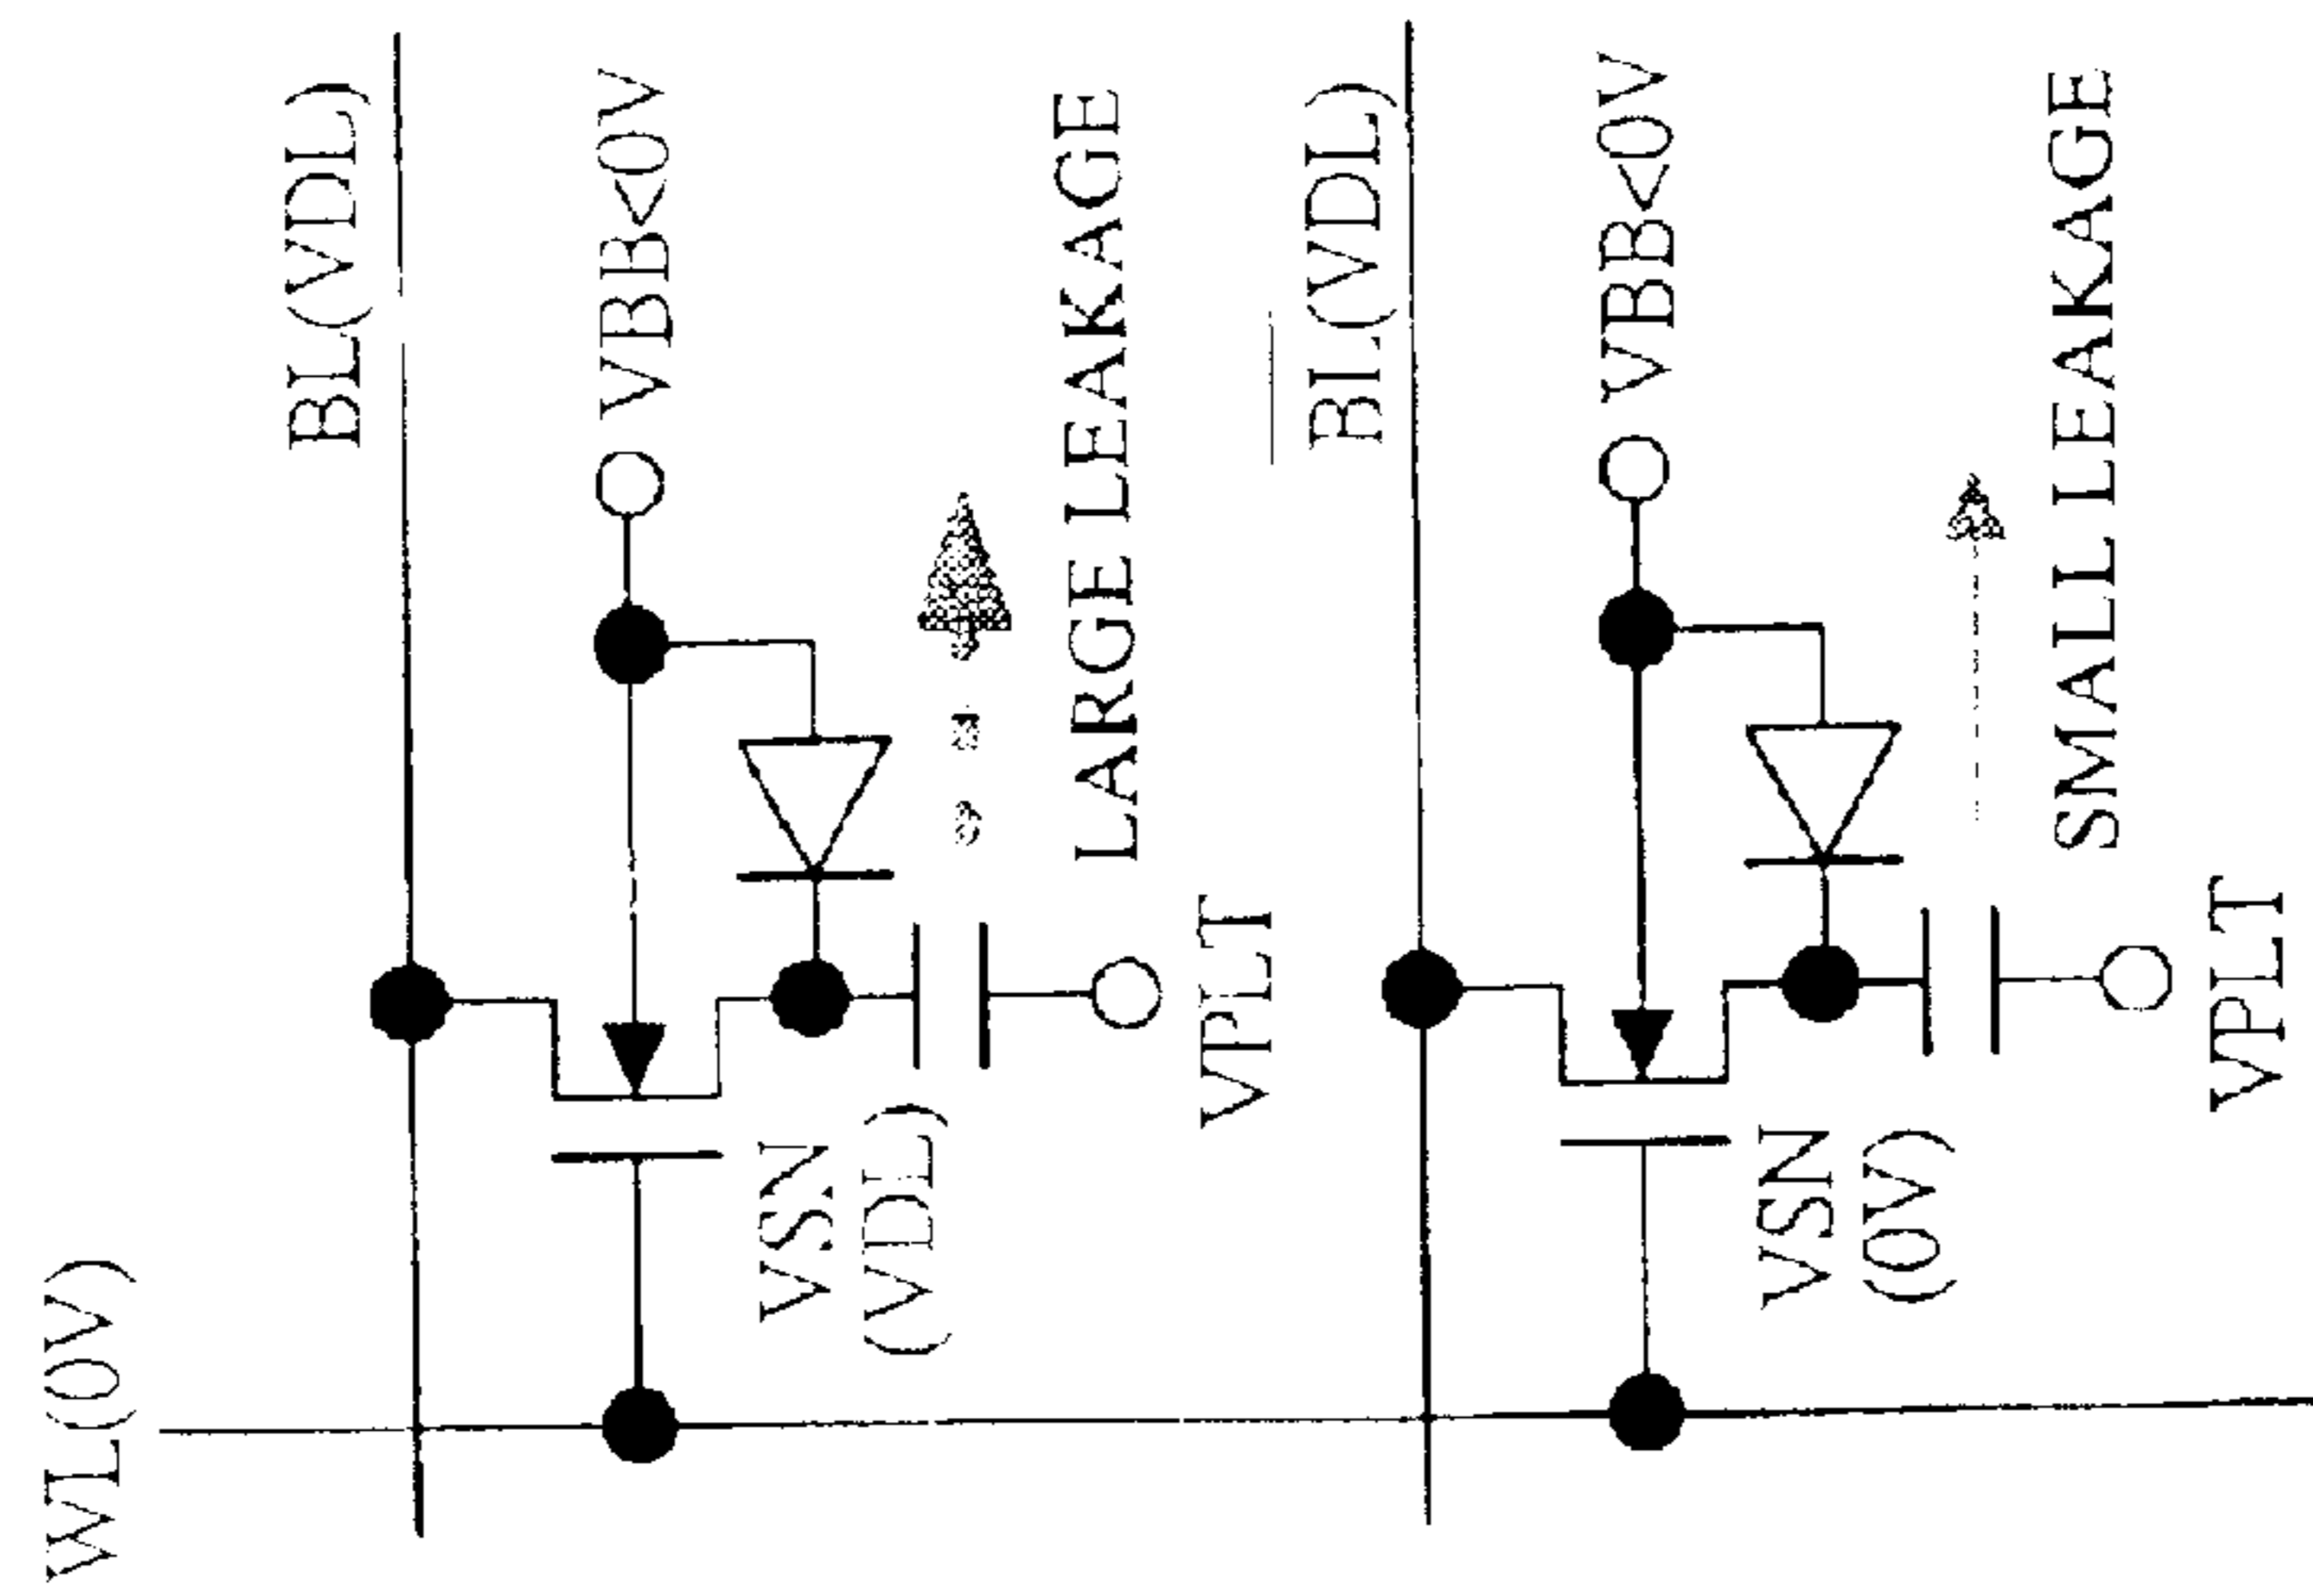 WL(0V)
BL(VDL)
VBB<0V
VSN
(VDL)
LARGE LEAKAGE
VPLT
B̅L̅(VDL)
VBB<0V
VSN
(0V)
SMALL LEAKAGE
VPLT